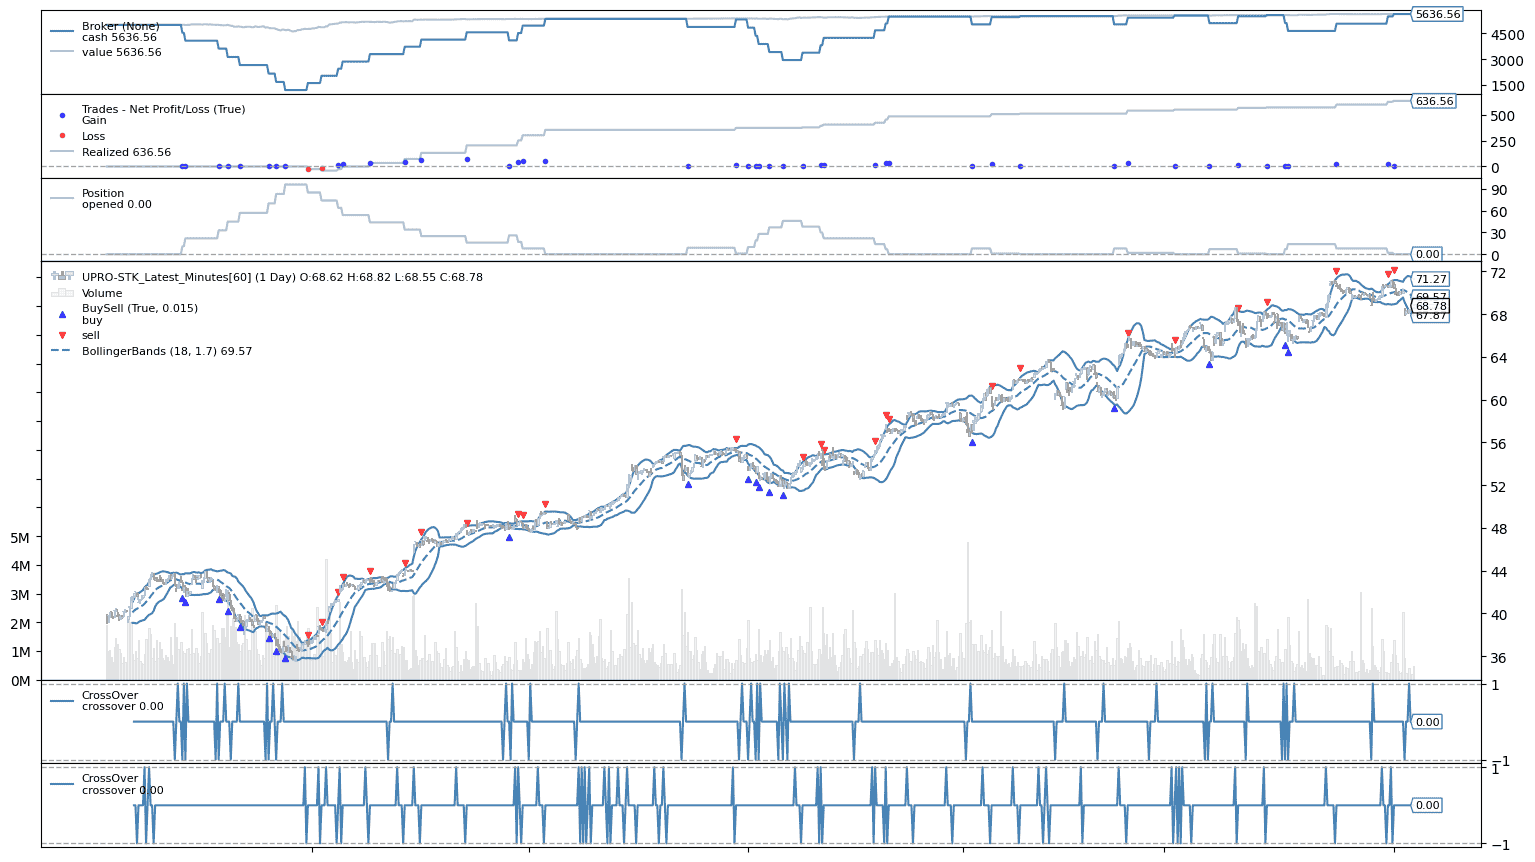 Broker (None)
cash 5636.56
value 5636.56
5636.56
4500
3000
1500
Trades - Net Profit/Loss (True)
Gain
Loss
Realized 636.56
636.56
500
250
0
Position
opened 0.00
90
60
30
0
0.00
UPRO-STK_Latest_Minutes[60] (1 Day) O:68.62 H:68.82 L:68.55 C:68.78
Volume
BuySell (True, 0.015)
buy
sell
BollingerBands (18, 1.7) 69.57
72
71.27
69.57
68.78
67.87
68
64
60
56
52
48
44
40
36
5M
4M
3M
2M
1M
0M
CrossOver
crossover 0.00
1
0.00
−1
CrossOver
crossover 0.00
1
0.00
−1